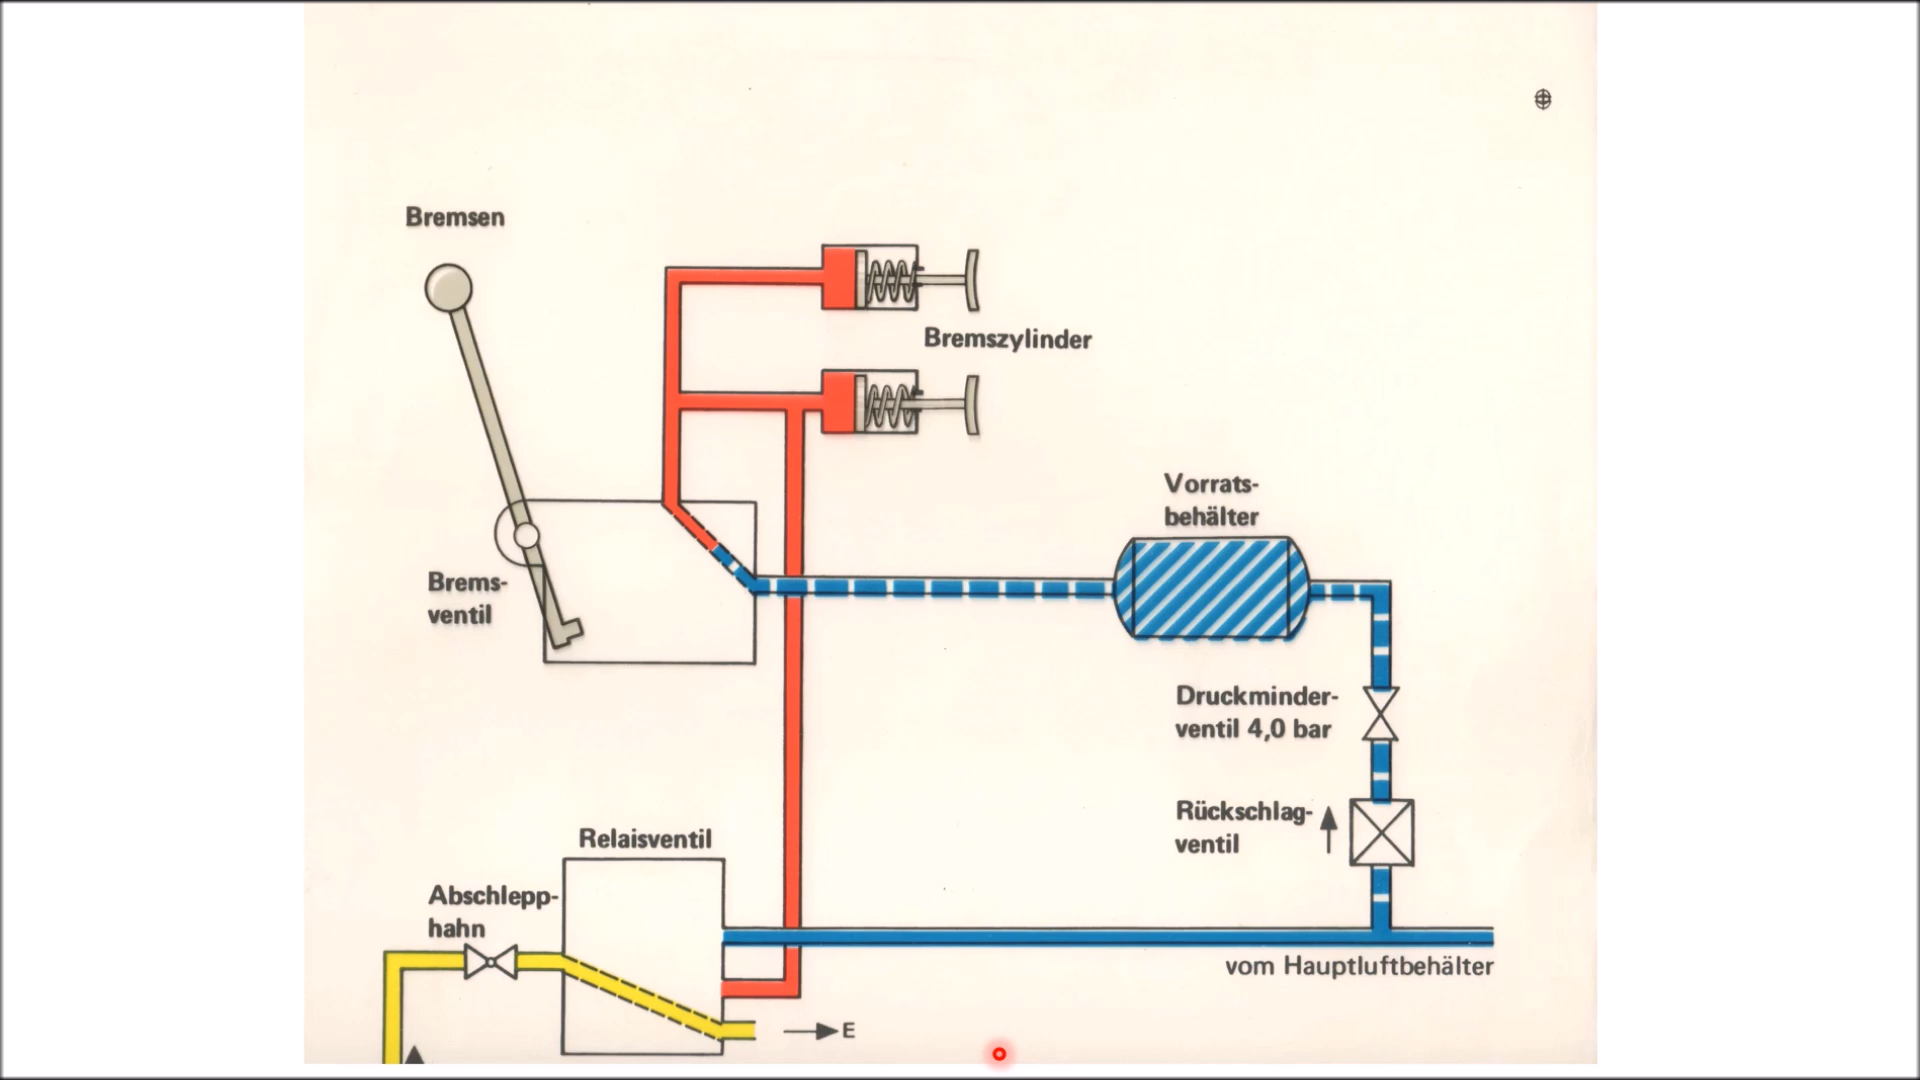 Bremsen
Bremszylinder
Vorrats-
behälter
Brems-
ventil
Druckminder-
ventil 4,0 bar
Rückschlag-
ventil
Relaisventil
Abschlepp-
hahn
vom Hauptluftbehälter
E